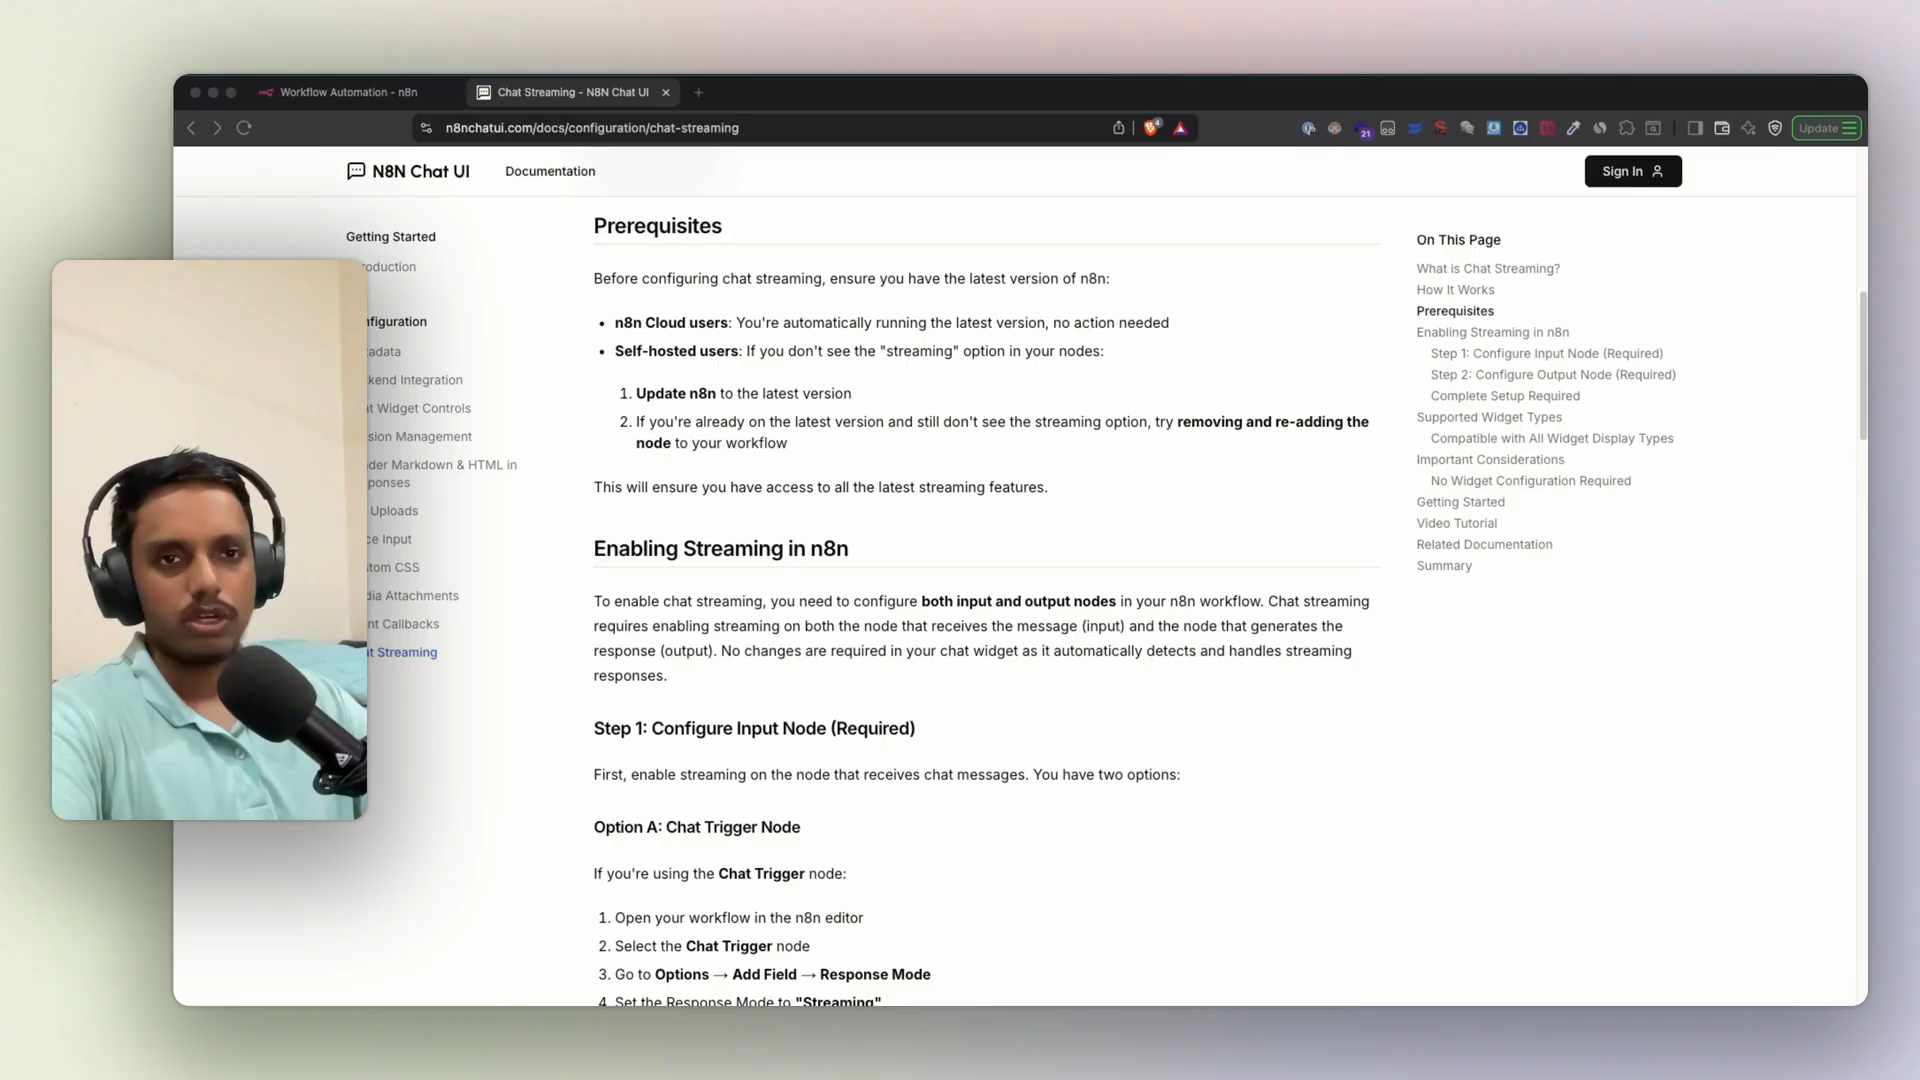 Workflow Automation - n8n
Chat Streaming - N8N Chat UI
n8nchatui.com/docs/configuration/chat-streaming
4
21
Update
N8N Chat UI
Documentation
Sign In
Getting Started
oduction
nfiguration
adata
kend Integration
at Widget Controls
sion Management
der Markdown & HTML in
ponses
Uploads
ce Input
tom CSS
dia Attachments
nt Callbacks
at Streaming
Prerequisites
Before configuring chat streaming, ensure you have the latest version of n8n:
• n8n Cloud users: You're automatically running the latest version, no action needed
• Self-hosted users: If you don't see the "streaming" option in your nodes:
1. Update n8n to the latest version
2. If you're already on the latest version and still don't see the streaming option, try removing and re-adding the
node to your workflow
This will ensure you have access to all the latest streaming features.
Enabling Streaming in n8n
To enable chat streaming, you need to configure both input and output nodes in your n8n workflow. Chat streaming
requires enabling streaming on both the node that receives the message (input) and the node that generates the
response (output). No changes are required in your chat widget as it automatically detects and handles streaming
responses.
Step 1: Configure Input Node (Required)
First, enable streaming on the node that receives chat messages. You have two options:
Option A: Chat Trigger Node
If you're using the Chat Trigger node:
1. Open your workflow in the n8n editor
2. Select the Chat Trigger node
3. Go to Options → Add Field → Response Mode
4. Set the Response Mode to "Streaming"
On This Page
What is Chat Streaming?
How It Works
Prerequisites
Enabling Streaming in n8n
Step 1: Configure Input Node (Required)
Step 2: Configure Output Node (Required)
Complete Setup Required
Supported Widget Types
Compatible with All Widget Display Types
Important Considerations
No Widget Configuration Required
Getting Started
Video Tutorial
Related Documentation
Summary